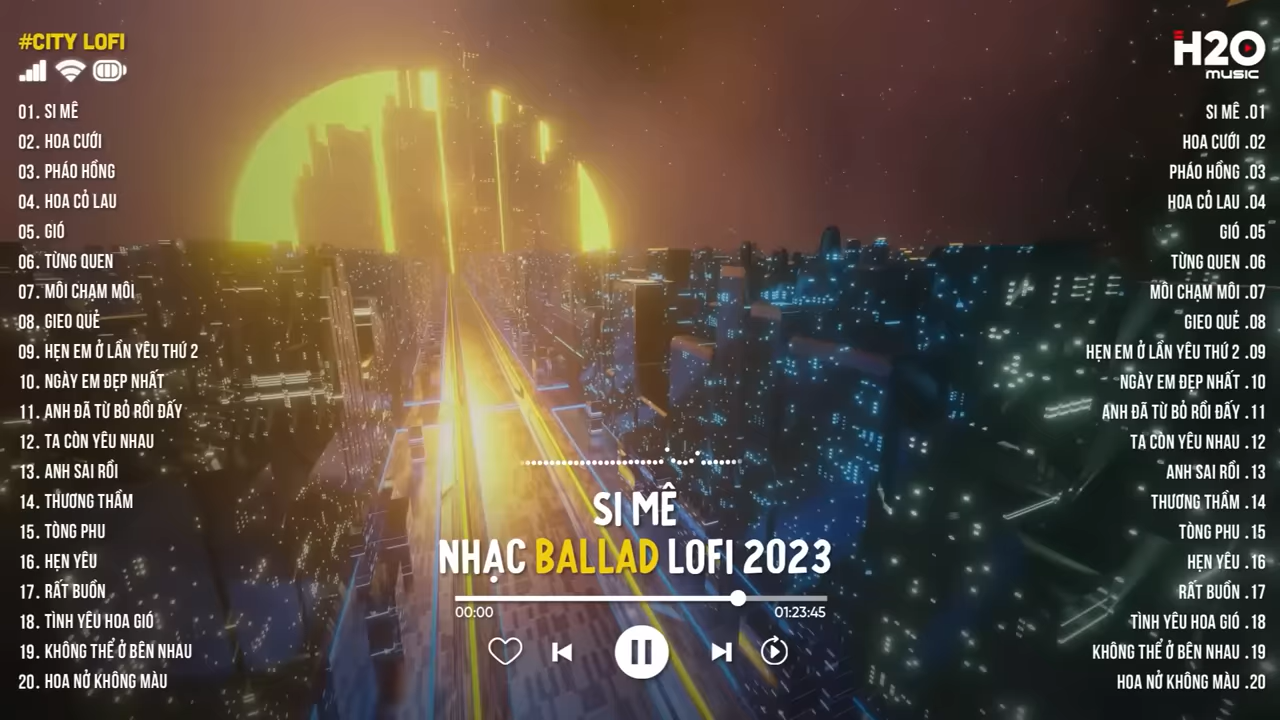 #CITY LOFI
01. SI MÊ
02. HOA CƯỚI
03. PHÁO HỒNG
04. HOA CỎ LAU
05. GIÓ
06. TỪNG QUEN
07. MÔI CHẠM MÔI
08. GIEO QUẺ
09. HẸN EM Ở LẦN YÊU THỨ 2
10. NGÀY EM ĐẸP NHẤT
11. ANH ĐÃ TỪ BỎ RỒI ĐẤY
12. TA CÒN YÊU NHAU
13. ANH SAI RỒI
14. THƯƠNG THẦM
15. TÒNG PHU
16. HẸN YÊU
17. RẤT BUỒN
18. TÌNH YÊU HOA GIÓ
19. KHÔNG THỂ Ở BÊN NHAU
20. HOA NỞ KHÔNG MÀU
SI MÊ
NHẠC BALLAD LOFI 2023
00:00 01:23:45
H2O
MUSIC
SI MÊ .01
HOA CƯỚI .02
PHÁO HỒNG .03
HOA CỎ LAU .04
GIÓ .05
TỪNG QUEN .06
MÔI CHẠM MÔI .07
GIEO QUẺ .08
HẸN EM Ở LẦN YÊU THỨ 2 .09
NGÀY EM ĐẸP NHẤT .10
ANH ĐÃ TỪ BỎ RỒI ĐẤY .11
TA CÒN YÊU NHAU .12
ANH SAI RỒI .13
THƯƠNG THẦM .14
TÒNG PHU .15
HẸN YÊU .16
RẤT BUỒN .17
TÌNH YÊU HOA GIÓ .18
KHÔNG THỂ Ở BÊN NHAU .19
HOA NỞ KHÔNG MÀU .20